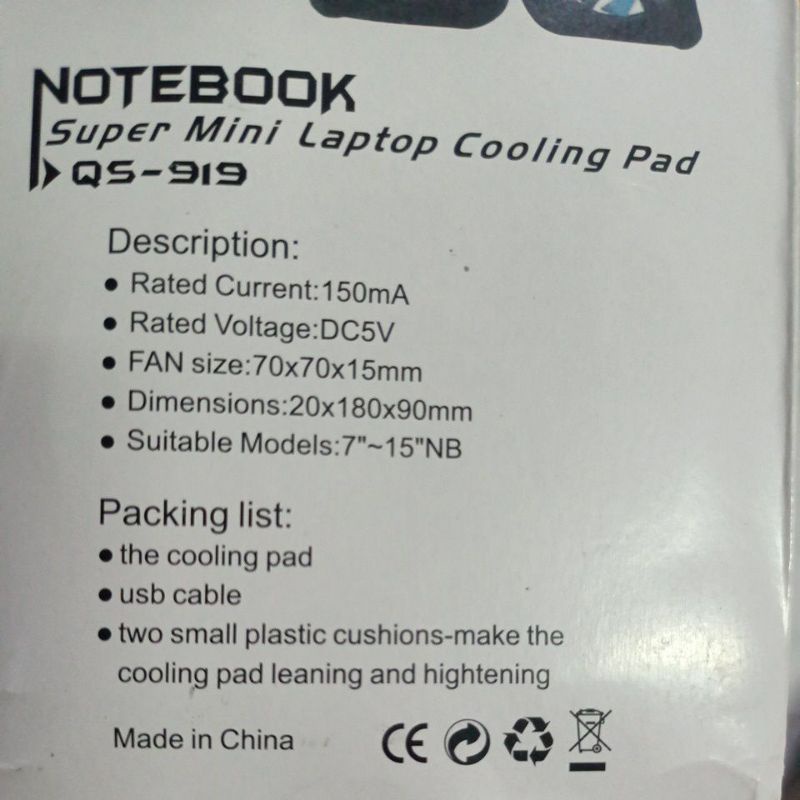 NOTEBOOK
Super Mini Laptop Cooling Pad
QS-919
Description:
● Rated Current:150mA
● Rated Voltage:DC5V
● FAN size:70x70x15mm
● Dimensions:20x180x90mm
● Suitable Models:7"~15"NB
Packing list:
● the cooling pad
● usb cable
● two small plastic cushions-make the
cooling pad leaning and hightening
Made in China CE